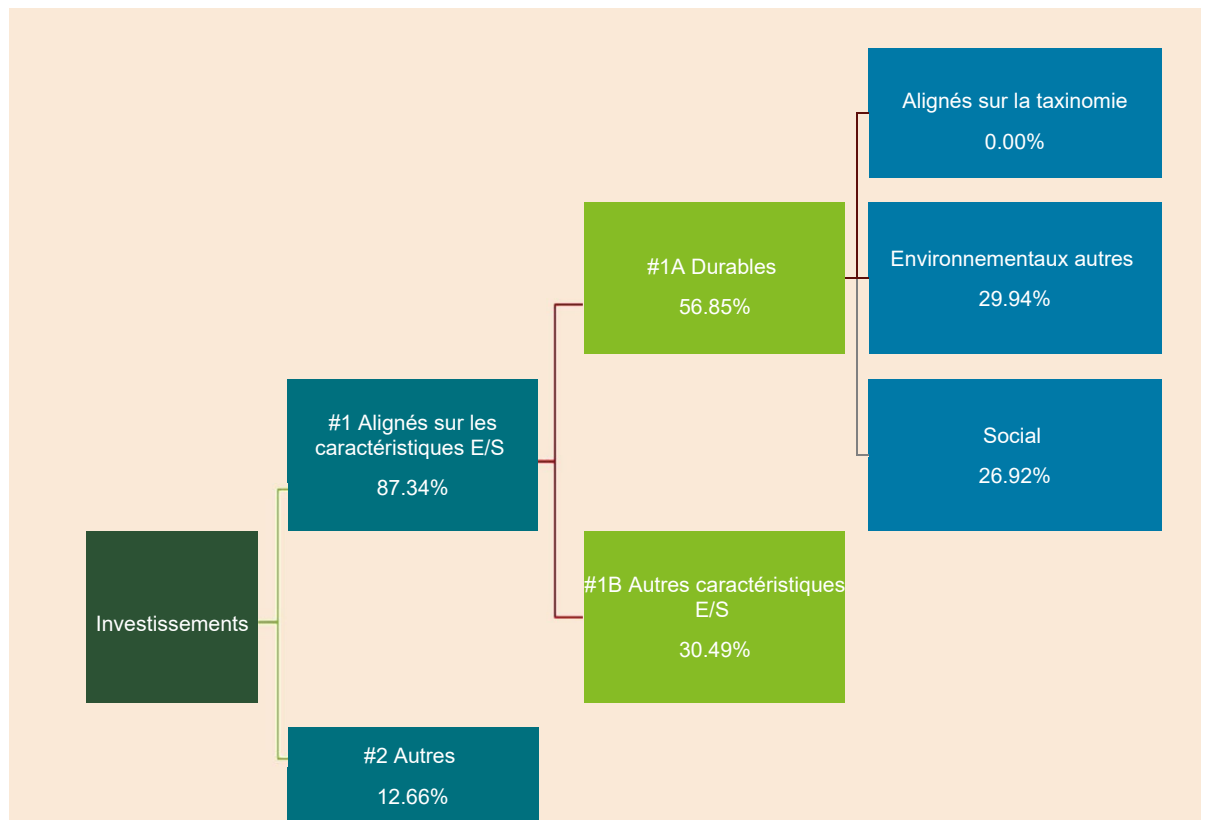 Alignés sur la taxinomie
0.00%
#1A Durables
56.85%
Environnementaux autres
29.94%
#1 Alignés sur les
caractéristiques E/S
87.34%
Social
26.92%
Investissements
#1B Autres caractéristiques
E/S
30.49%
#2 Autres
12.66%